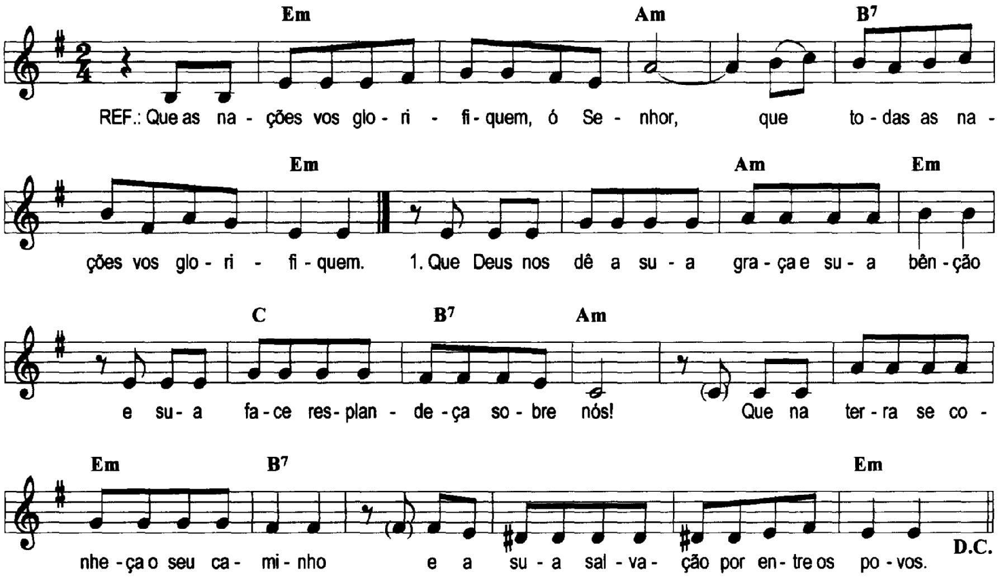 Em Am B7
2
4
REF.: Que as na - ções vos glo - ri - fi - quem, ó Se - nhor, que to - das as na -
Em Am Em
ções vos glo - ri - fi - quem. 1. Que Deus nos dê a su - a gra - ça e su - a bên - ção
C B7 Am
e su - a fa - ce res - plan - de - ça so - bre nós! Que na ter - ra se co -
Em B7 Em
nhe - ça o seu ca - mi - nho e a su - a sal - va - ção por en - tre os po - vos.
D.C.